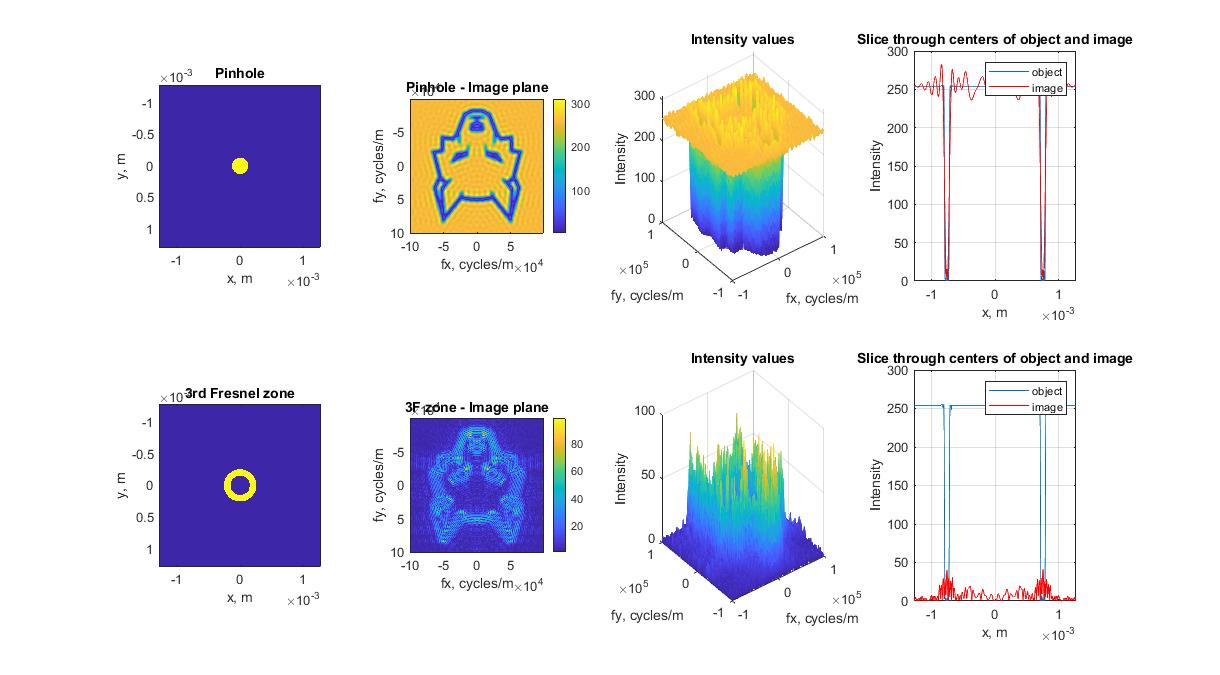 Pinhole
×10⁻³
-1
-0.5
0
0.5
1
y, m
-1 0 1
x, m
×10⁻³
Pinhole - Image plane
-5
0
5
10
fy, cycles/m
-10 -5 0 5
fx, cycles/m ×10⁴
300
200
100
Intensity values
300
200
100
0
Intensity
1
0
-1
×10⁵
fy, cycles/m
-1
0
1
×10⁵
fx, cycles/m
Slice through centers of object and image
300
250
200
150
100
50
0
Intensity
object
image
-1 0 1
x, m
×10⁻³
3rd Fresnel zone
-1
-0.5
0
0.5
1
y, m
-1 0 1
x, m
×10⁻³
3F zone - Image plane
-5
0
5
10
fy, cycles/m
-10 -5 0 5
fx, cycles/m ×10⁴
80
60
40
20
Intensity values
100
50
0
Intensity
1
0
-1
×10⁵
fy, cycles/m
-1
0
1
×10⁵
fx, cycles/m
Slice through centers of object and image
300
250
200
150
100
50
0
Intensity
object
image
-1 0 1
x, m
×10⁻³